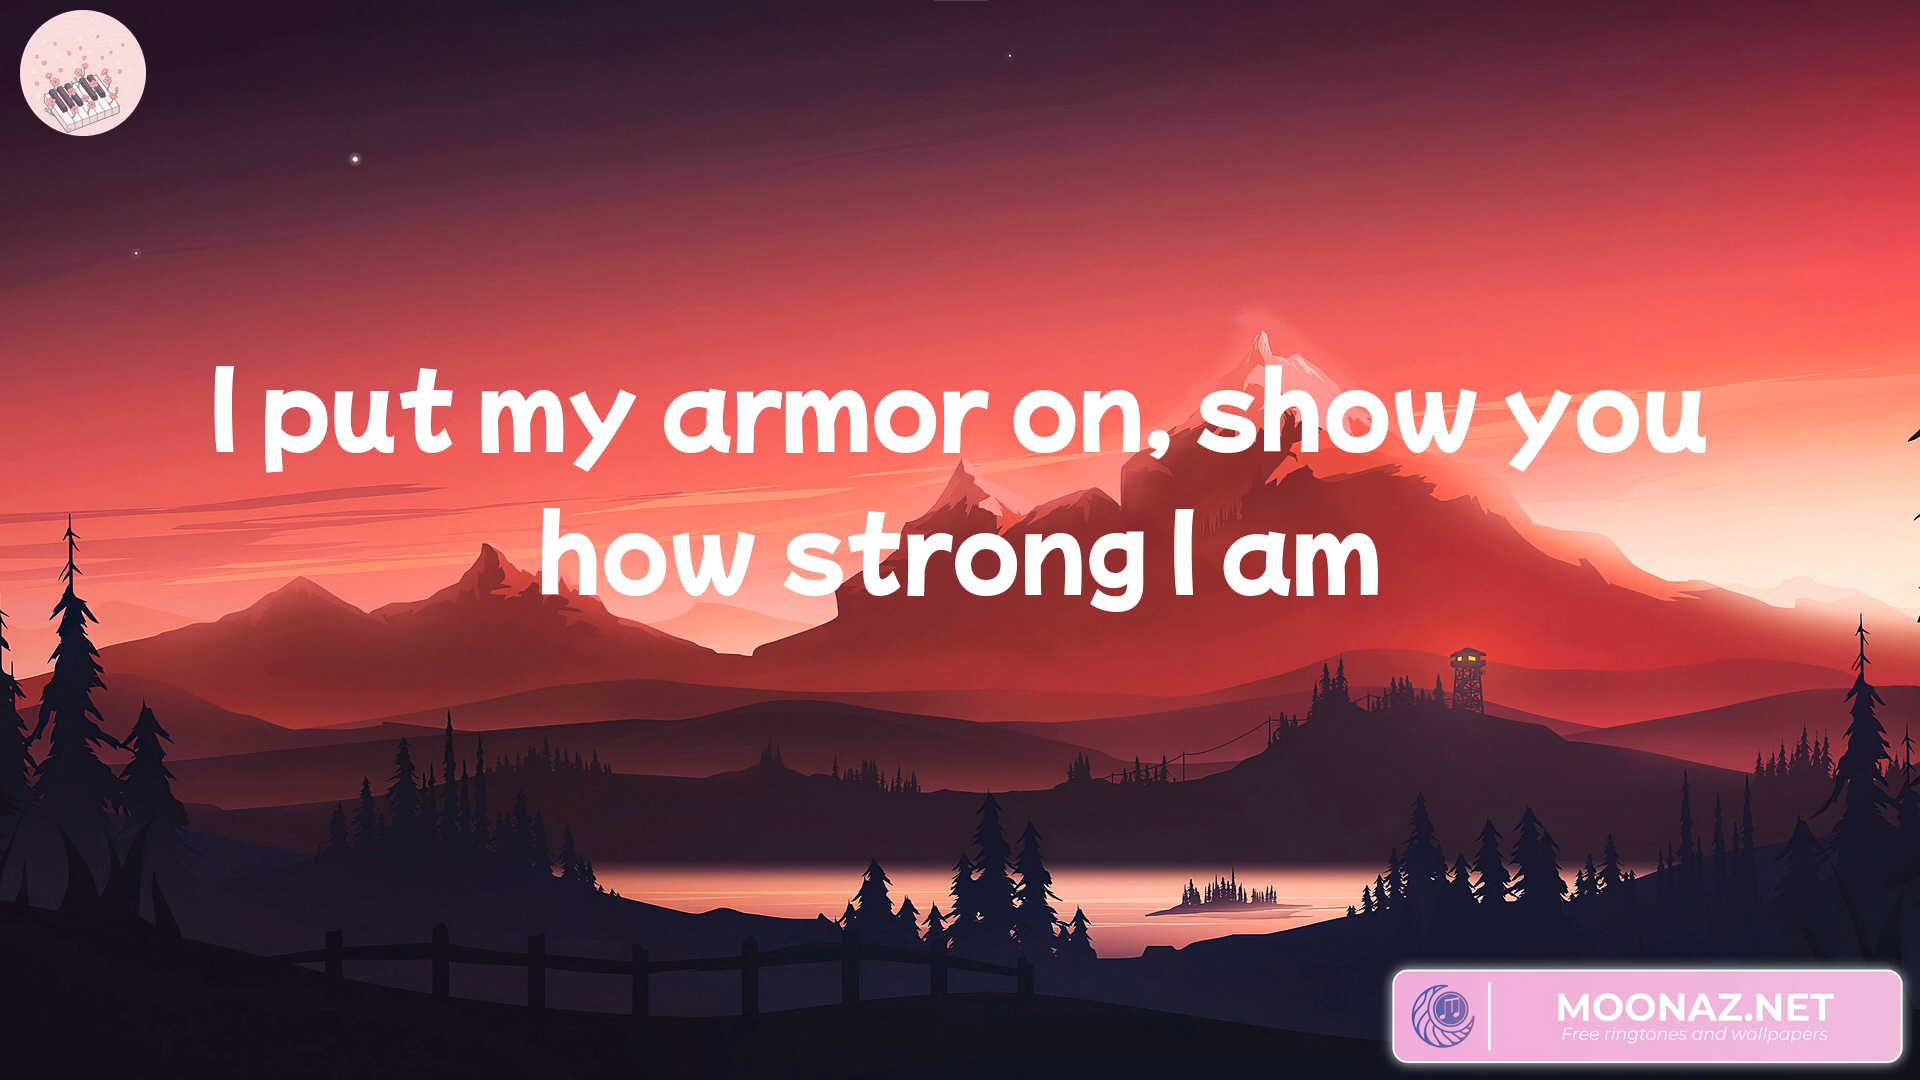 I put my armor on, show you
how strong I am
MOONAZ.NET
Free ringtones and wallpapers